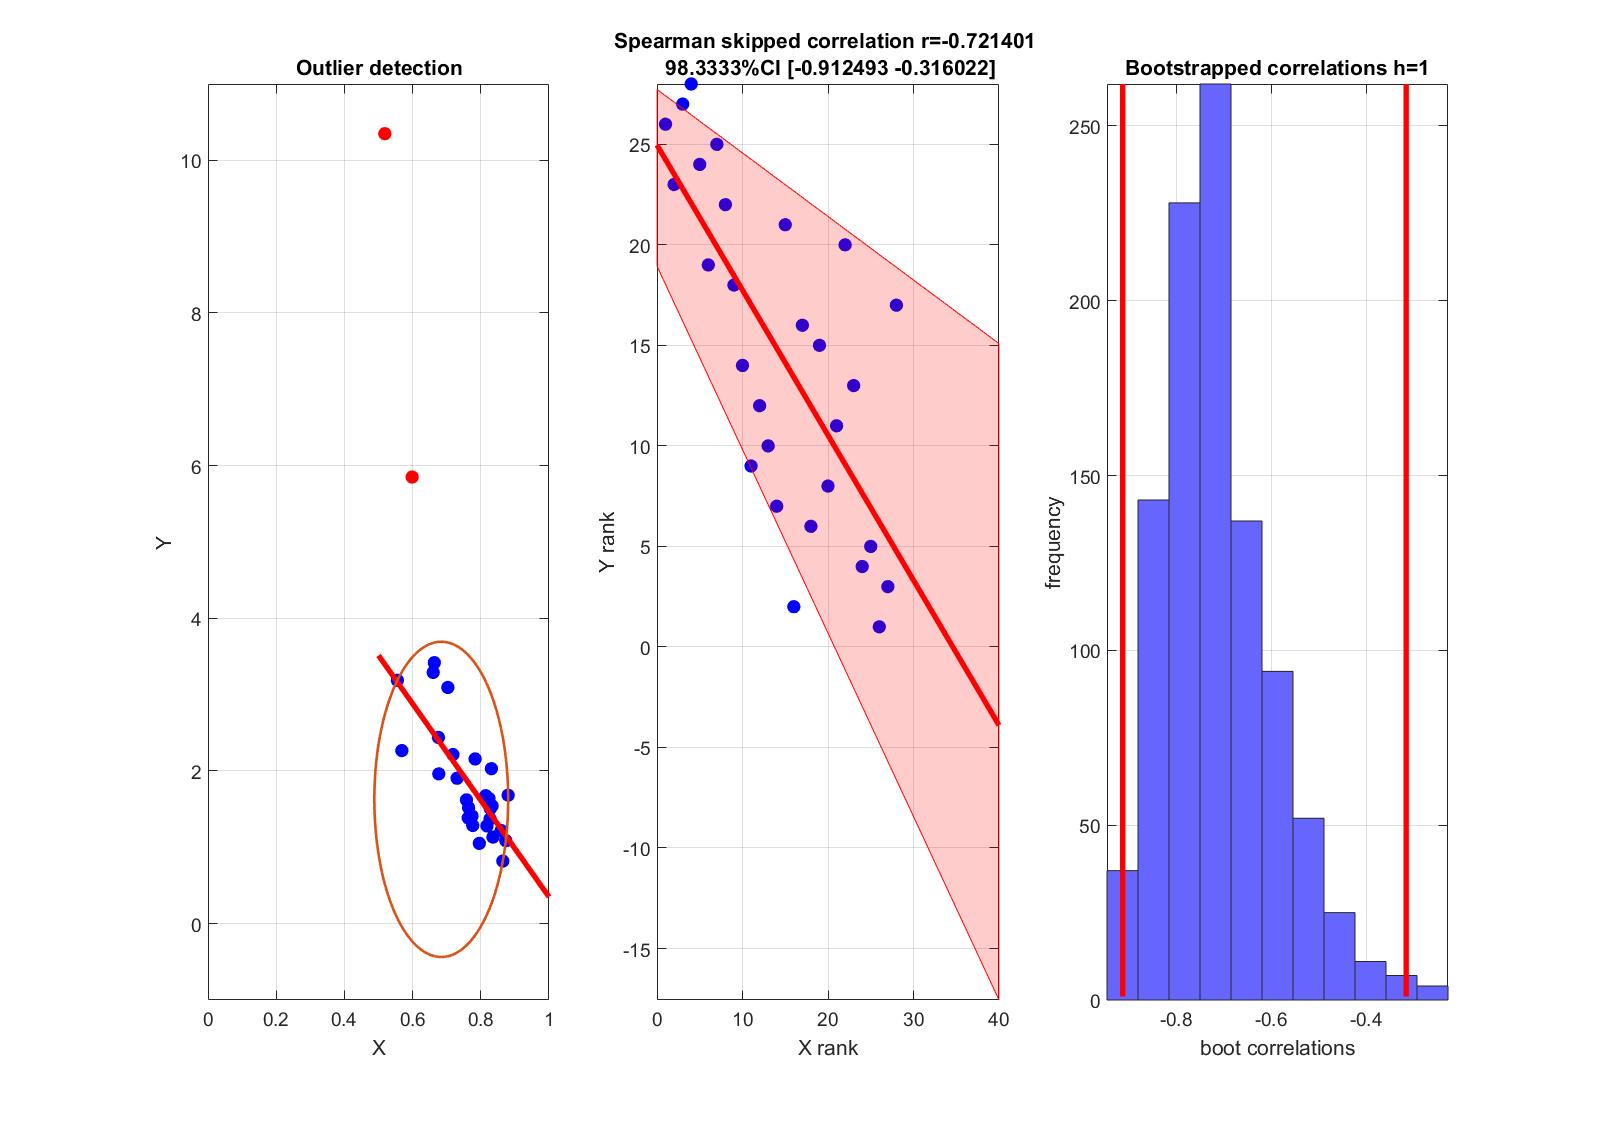 Outlier detection
10
8
6
4
2
0
Y
0 0.2 0.4 0.6 0.8 1
X
Spearman skipped correlation r=-0.721401
98.3333%CI [-0.912493 -0.316022]
25
20
15
10
5
0
-5
-10
-15
Y rank
0 10 20 30 40
X rank
Bootstrapped correlations h=1
250
200
150
100
50
0
frequency
-0.8 -0.6 -0.4
boot correlations